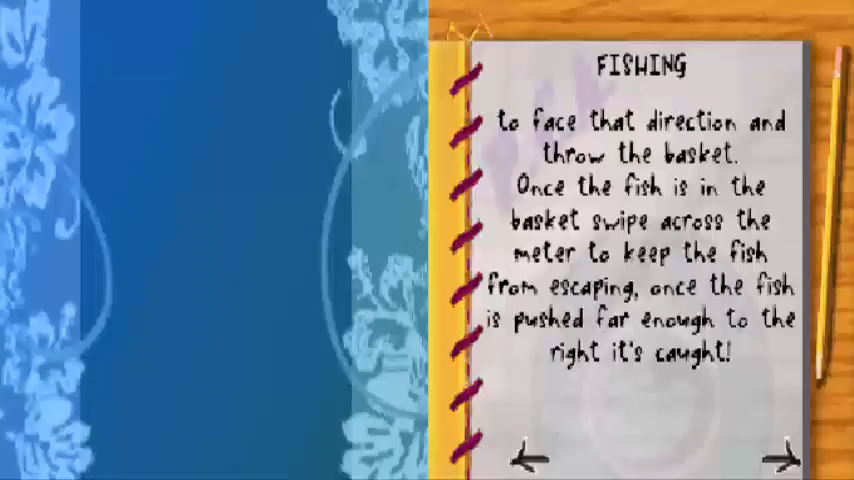 FISHING
to face that direction and
throw the basket.
Once the fish is in the
basket swipe across the
meter to keep the fish
from escaping, once the fish
is pushed far enough to the
right it's caught!